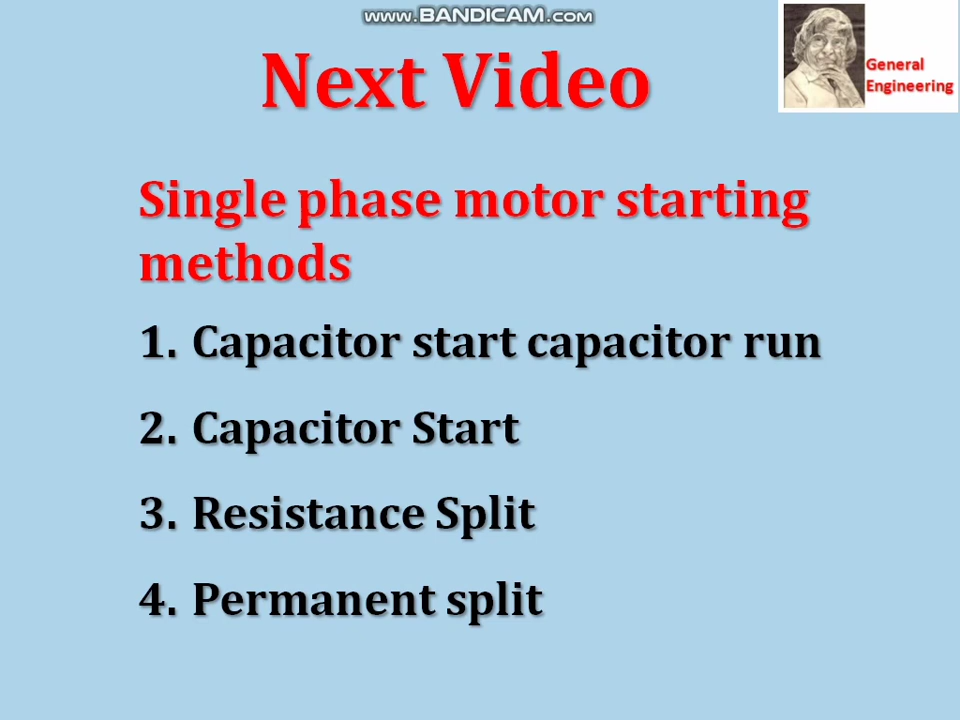 www.BANDICAM.com
Next Video
General
Engineering
Single phase motor starting
methods
1. Capacitor start capacitor run
2. Capacitor Start
3. Resistance Split
4. Permanent split